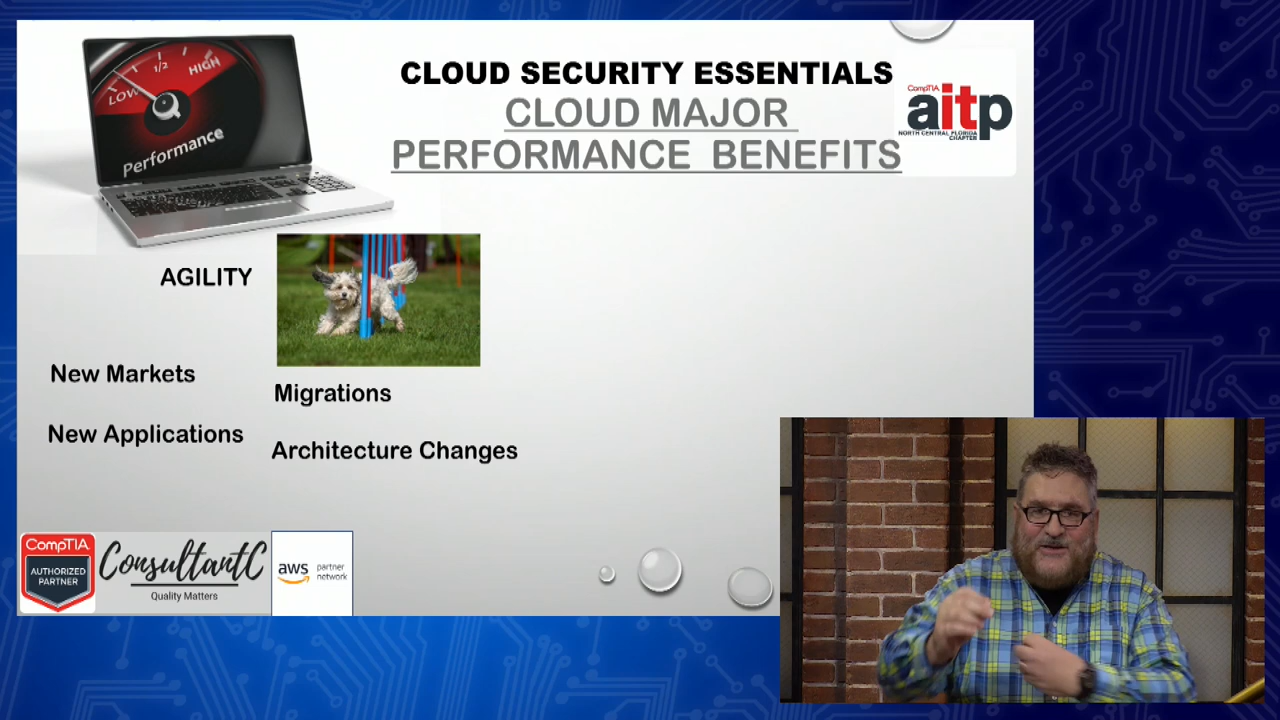 LOW
1/2
HIGH
Performance
CLOUD SECURITY ESSENTIALS
CLOUD MAJOR
PERFORMANCE BENEFITS
CompTIA
aitp
NORTH CENTRAL FLORIDA
CHAPTER
AGILITY
New Markets
Migrations
New Applications
Architecture Changes
CompTIA
AUTHORIZED
PARTNER
ConsultantC
Quality Matters
aws partner
network